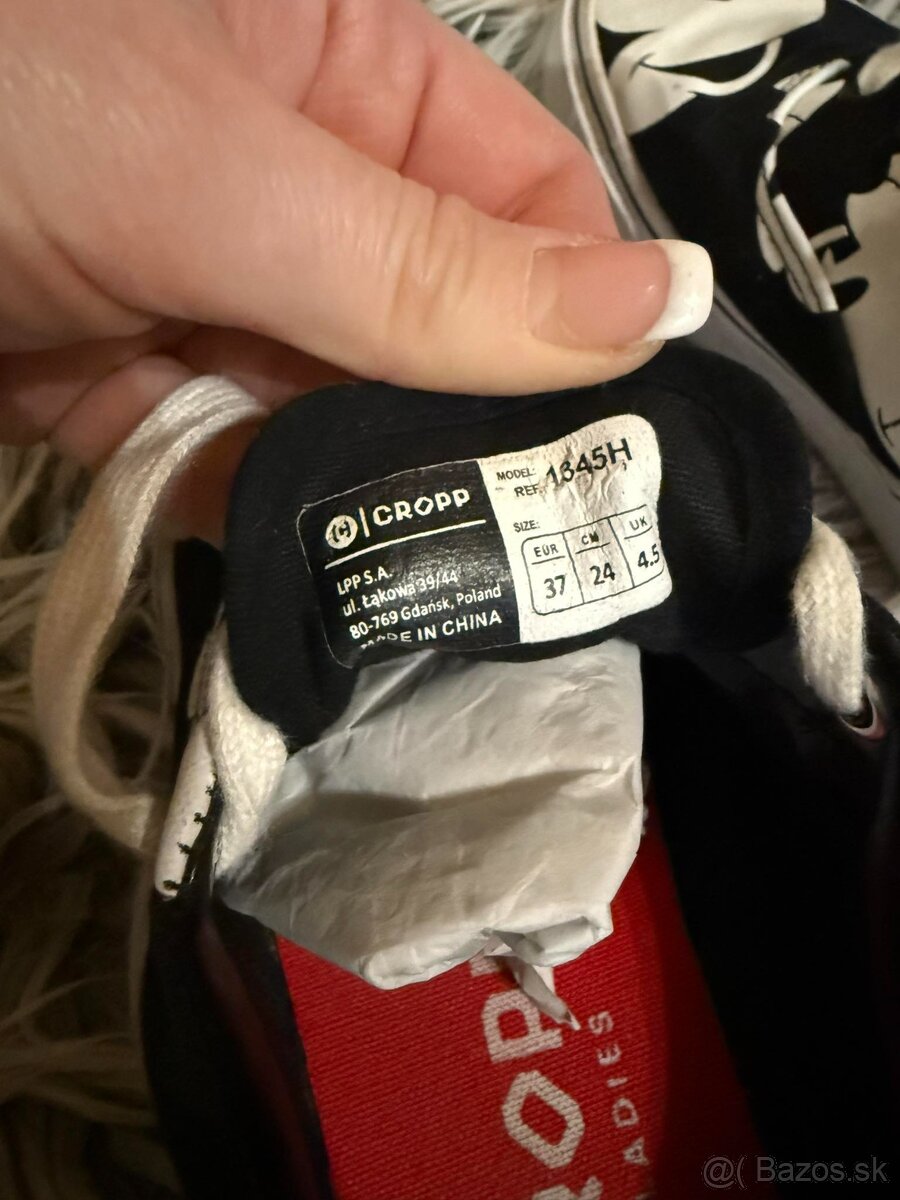 (C) | CROPP
LPP S.A.
ul. Łąkowa 39/44
80-769 Gdańsk, Poland
MADE IN CHINA
MODEL:
REF. 1345H
SIZE:
EUR CM UK
37 24 4.5
LADIES
@( Bazos.sk